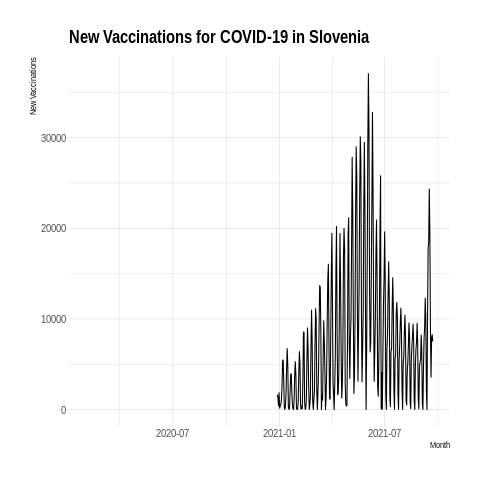 New Vaccinations for COVID-19 in Slovenia
New Vaccinations
30000
20000
10000
0
2020-07
2021-01
2021-07
Month